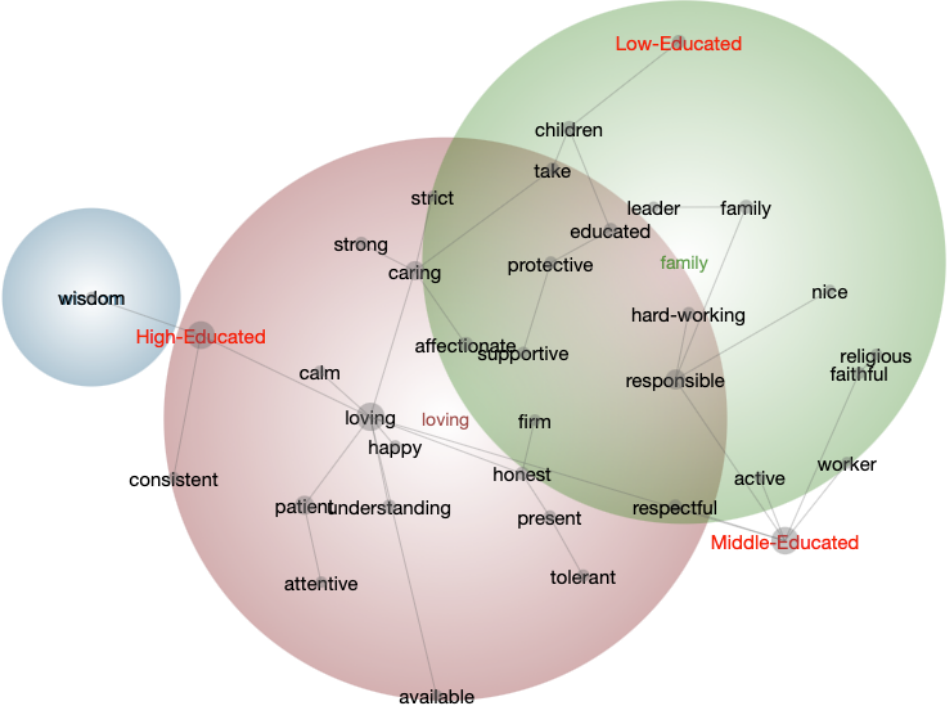 Low-Educated
children
take
strict
leader
family
educated
strong
protective
family
caring
nice
wisdom
hard-working
High-Educated
affectionate
supportive
religious
faithful
calm
responsible
loving
loving
firm
happy
honest
worker
consistent
active
patient
understanding
respectful
present
Middle-Educated
attentive
tolerant
available